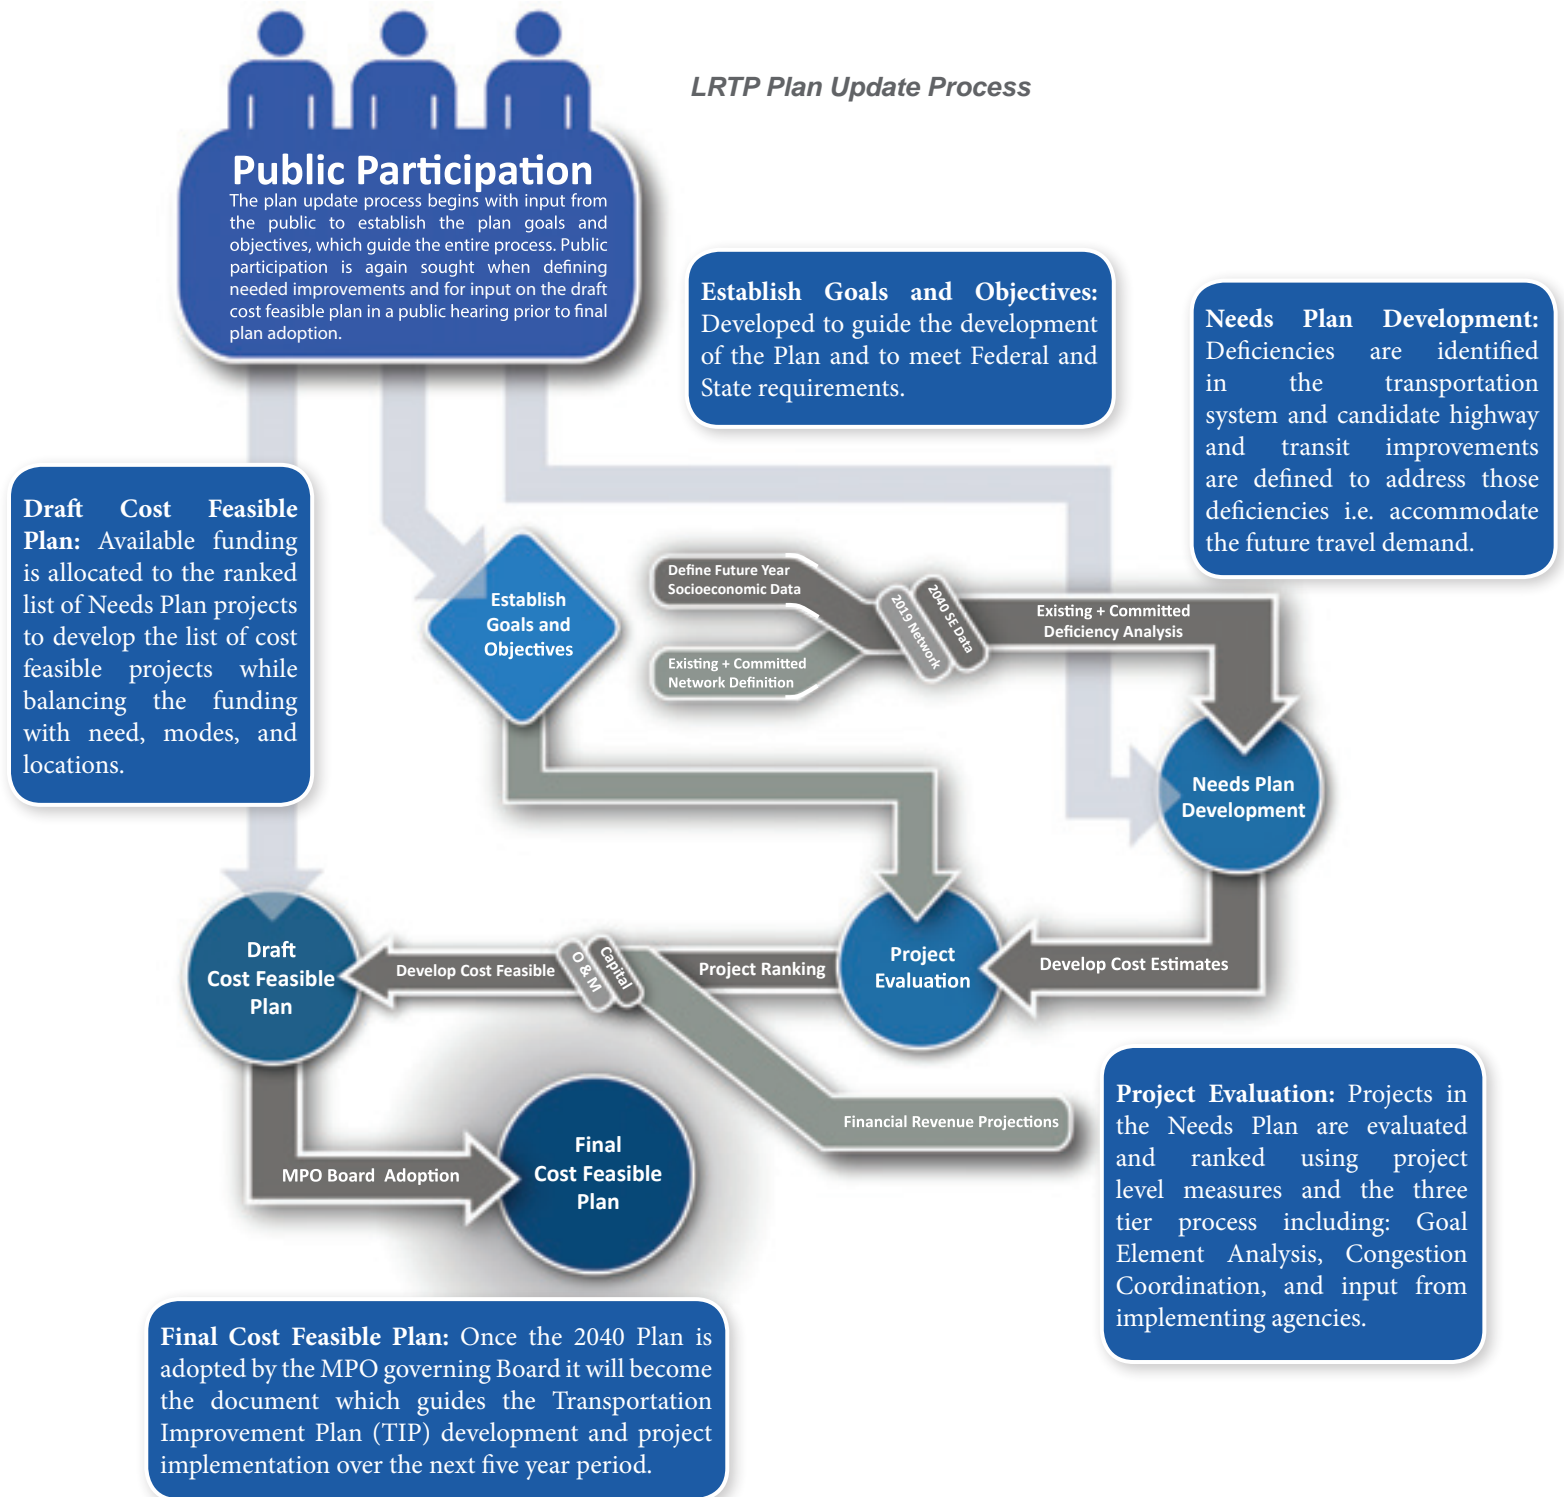 LRTP Plan Update Process
Public Participation
The plan update process begins with input from
the public to establish the plan goals and
objectives, which guide the entire process. Public
participation is again sought when defining
needed improvements and for input on the draft
cost feasible plan in a public hearing prior to final
plan adoption.
Establish Goals and Objectives:
Developed to guide the development
of the Plan and to meet Federal and
State requirements.
Needs Plan Development:
Deficiencies are identified
in the transportation
system and candidate highway
and transit improvements
are defined to address those
deficiencies i.e. accommodate
the future travel demand.
Draft Cost Feasible
Plan: Available funding
is allocated to the ranked
list of Needs Plan projects
to develop the list of cost
feasible projects while
balancing the funding
with need, modes, and
locations.
Establish
Goals and
Objectives
Define Future Year
Socioeconomic Data
Existing + Committed
Network Definition
2019 Network
2040 SE Data
Existing + Committed
Deficiency Analysis
Needs Plan
Development
Draft
Cost Feasible
Plan
Develop Cost Feasible
O & M
Capital
Project Ranking
Project
Evaluation
Develop Cost Estimates
Financial Revenue Projections
MPO Board Adoption
Final
Cost Feasible
Plan
Project Evaluation: Projects in
the Needs Plan are evaluated
and ranked using project
level measures and the three
tier process including: Goal
Element Analysis, Congestion
Coordination, and input from
implementing agencies.
Final Cost Feasible Plan: Once the 2040 Plan is
adopted by the MPO governing Board it will become
the document which guides the Transportation
Improvement Plan (TIP) development and project
implementation over the next five year period.